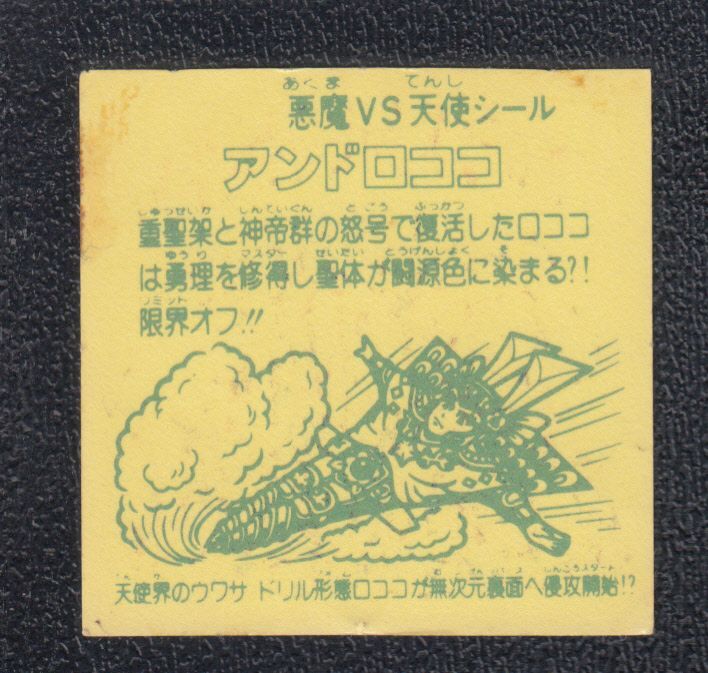 あくま てんし
悪魔VS天使シール
アンドロココ
じゅうせいか しんていぐん どごう ふっかつ
重聖架と神帝群の怒号で復活したロココ
ゆうり マスター せいたい とうげんしょく そ
は勇理を修得し聖体が闘源色に染まる?!
リミット
限界オフ!!
天使界のウワサ ドリル形態ロココが無次元裏面へ侵攻開始!?